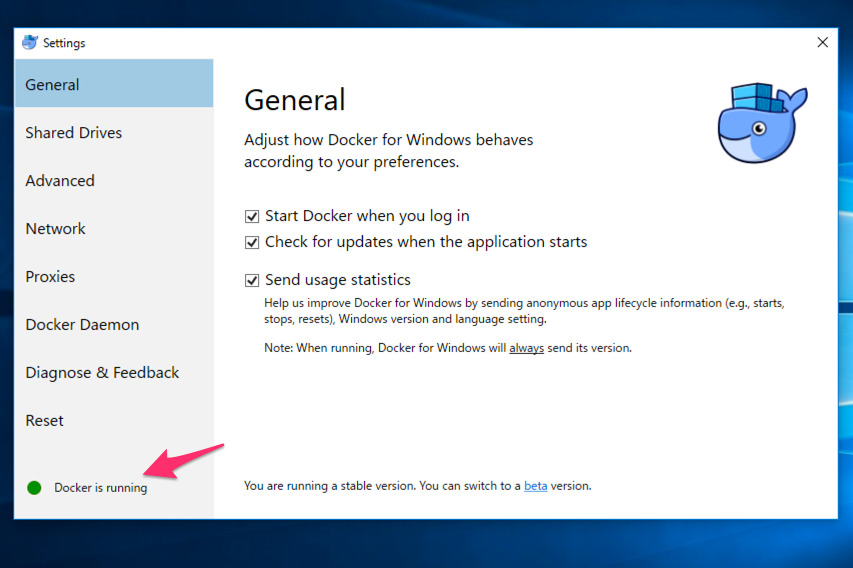 Settings
General
Shared Drives
Advanced
Network
Proxies
Docker Daemon
Diagnose & Feedback
Reset
Docker is running
General
Adjust how Docker for Windows behaves
according to your preferences.
Start Docker when you log in
Check for updates when the application starts
Send usage statistics
Help us improve Docker for Windows by sending anonymous app lifecycle information (e.g., starts,
stops, resets), Windows version and language setting.
Note: When running, Docker for Windows will always send its version.
You are running a stable version. You can switch to a beta version.